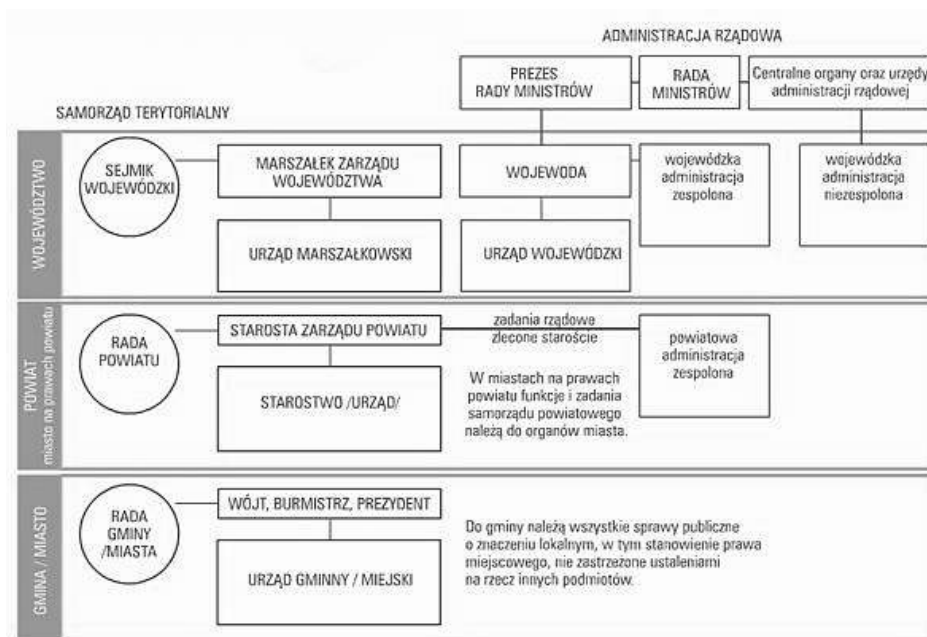 ADMINISTRACJA RZĄDOWA
PREZES
RADY MINISTRÓW
RADA
MINISTRÓW
Centralne organy oraz urzędy
administracji rządowej
SAMORZĄD TERYTORIALNY
WOJEWÓDZTWO
SEJMIK
WOJEWÓDZKI
MARSZAŁEK ZARZĄDU
WOJEWÓDZTWA
WOJEWODA
wojewódzka
administracja
zespolona
wojewódzka
administracja
niezespolona
URZĄD MARSZAŁKOWSKI
URZĄD WOJEWÓDZKI
POWIAT
miasto na prawach powiatu
RADA
POWIATU
STAROSTA ZARZĄDU POWIATU
zadania rządowe
zlecone staroście
powiatowa
administracja
zespolona
STAROSTWO /URZĄD/
W miastach na prawach
powiatu funkcje i zadania
samorządu powiatowego
należą do organów miasta.
GMINA / MIASTO
RADA
GMINY
/MIASTA
WÓJT, BURMISTRZ, PREZYDENT
URZĄD GMINNY / MIEJSKI
Do gminy należą wszystkie sprawy publiczne
o znaczeniu lokalnym, w tym stanowienie prawa
miejscowego, nie zastrzeżone ustaleniami
na rzecz innych podmiotów.